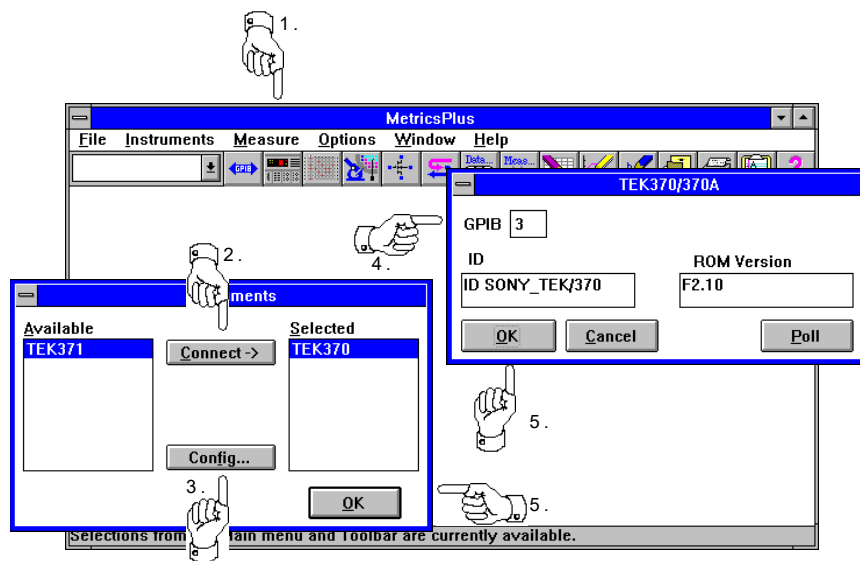 1.
MetricsPlus
File Instruments Measure Options Window Help
GPIB Data... Meas... ?
TEK370/370A
GPIB 3
ID ROM Version
ID SONY_TEK/370 F2.10
OK Cancel Poll
4.
2.
ments
Available Selected
TEK371 Connect -> TEK370
Config...
3.
OK
5.
5.
Selections from Main menu and Toolbar are currently available.